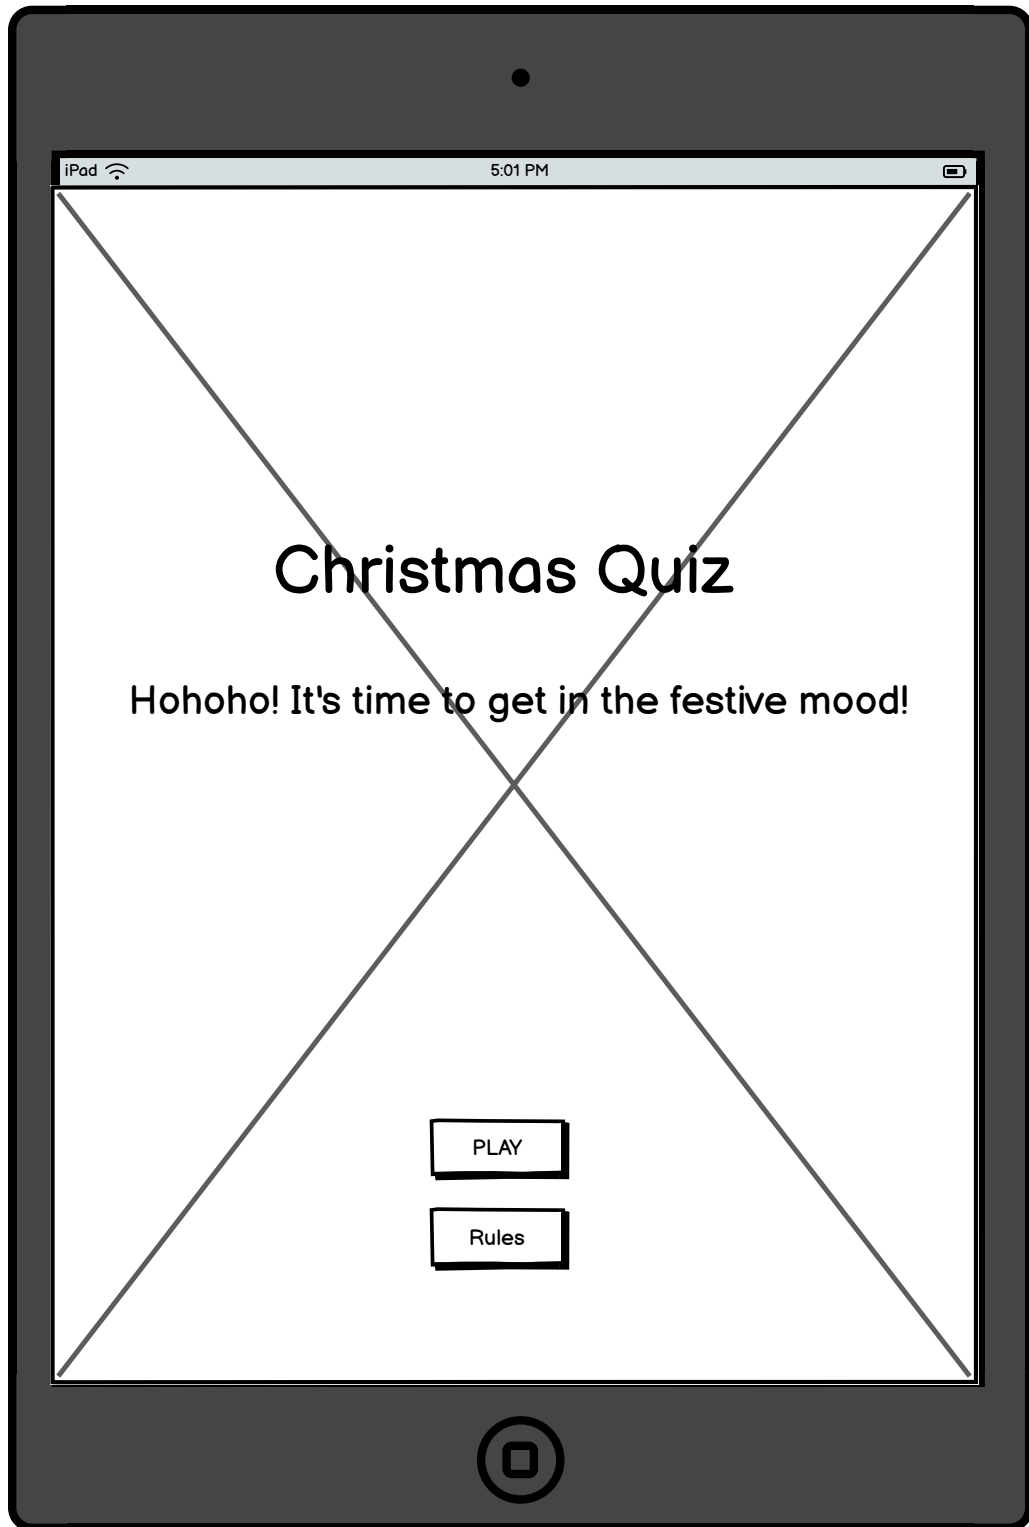 iPad 5:01 PM
Christmas Quiz
Hohoho! It's time to get in the festive mood!
PLAY
Rules